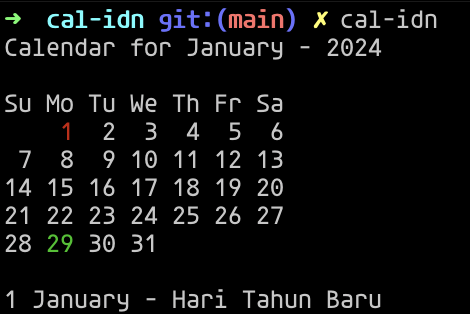 ➜ cal-idn git:(main) ✗ cal-idn
Calendar for January - 2024
Su Mo Tu We Th Fr Sa
1 2 3 4 5 6
7 8 9 10 11 12 13
14 15 16 17 18 19 20
21 22 23 24 25 26 27
28 29 30 31
1 January - Hari Tahun Baru